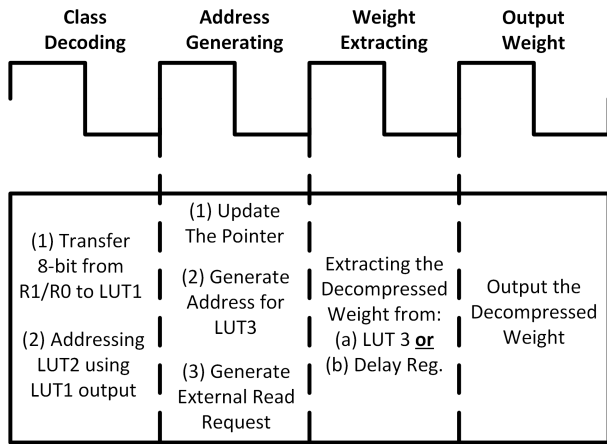 Class
Decoding
Address
Generating
Weight
Extracting
Output
Weight
(1) Transfer
8-bit from
R1/R0 to LUT1
(2) Addressing
LUT2 using
LUT1 output
(1) Update
The Pointer
(2) Generate
Address for
LUT3
(3) Generate
External Read
Request
Extracting the
Decompressed
Weight from:
(a) LUT 3 or
(b) Delay Reg.
Output the
Decompressed
Weight